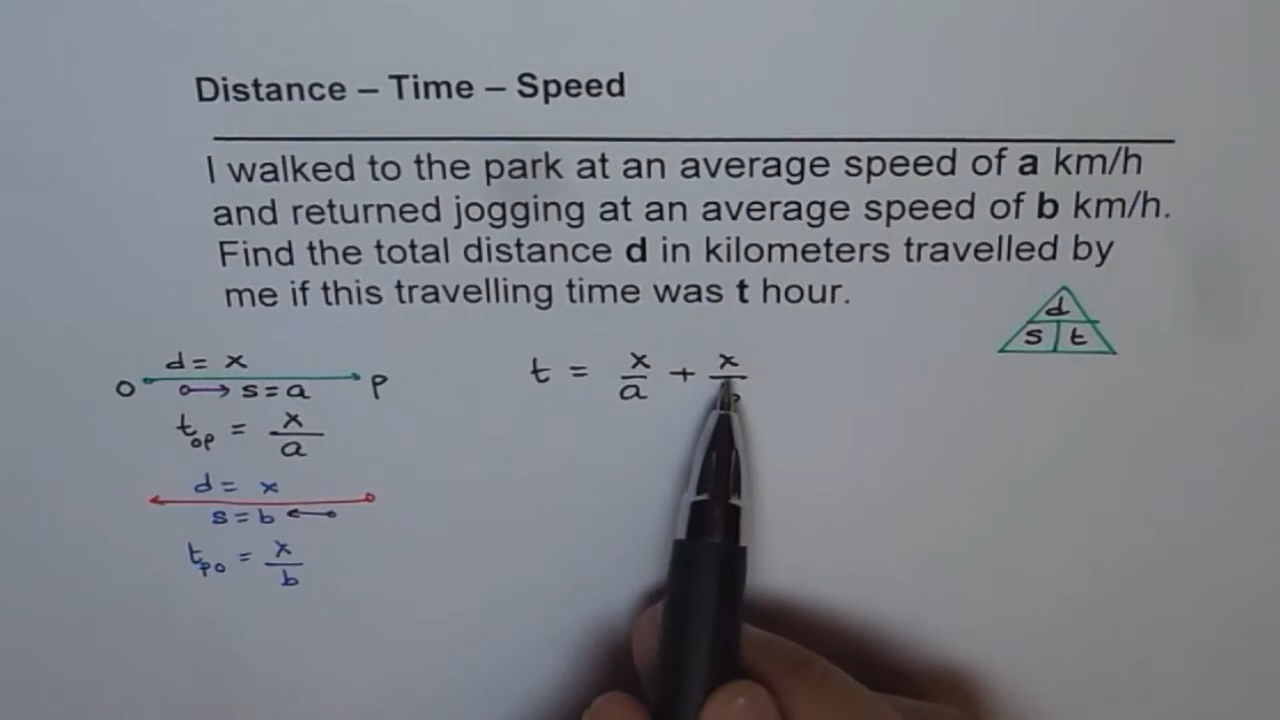 Distance – Time – Speed
I walked to the park at an average speed of a km/h
and returned jogging at an average speed of b km/h.
Find the total distance d in kilometers travelled by
me if this travelling time was t hour.
d
s t
d = x
O s = a P
t_op = x/a
d = x
s = b
t_po = x/b
t = x/a + x/